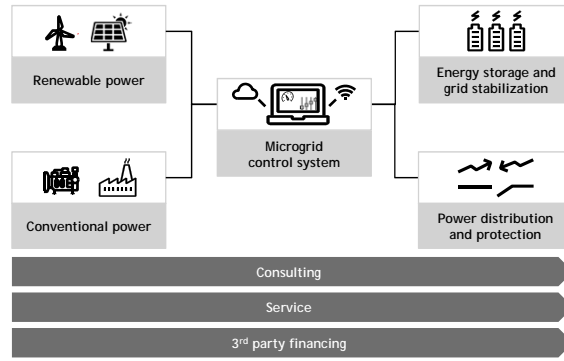 Renewable power
Energy storage and
grid stabilization
Microgrid
control system
Conventional power
Power distribution
and protection
Consulting
Service
3rd party financing